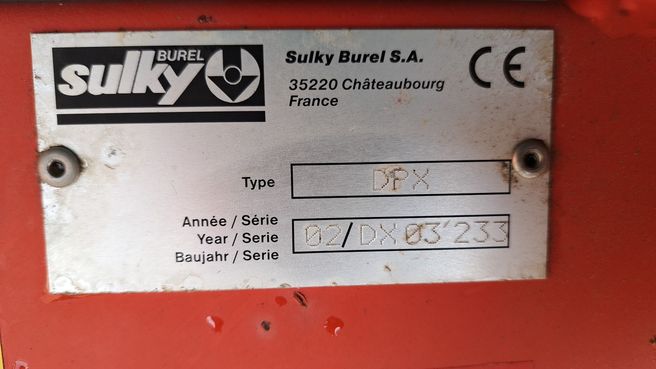 BUREL
sulky
Sulky Burel S.A.
35220 Châteaubourg
France
CE
Type DPX
Année / Série
Year / Serie 02/DX03'233
Baujahr / Serie